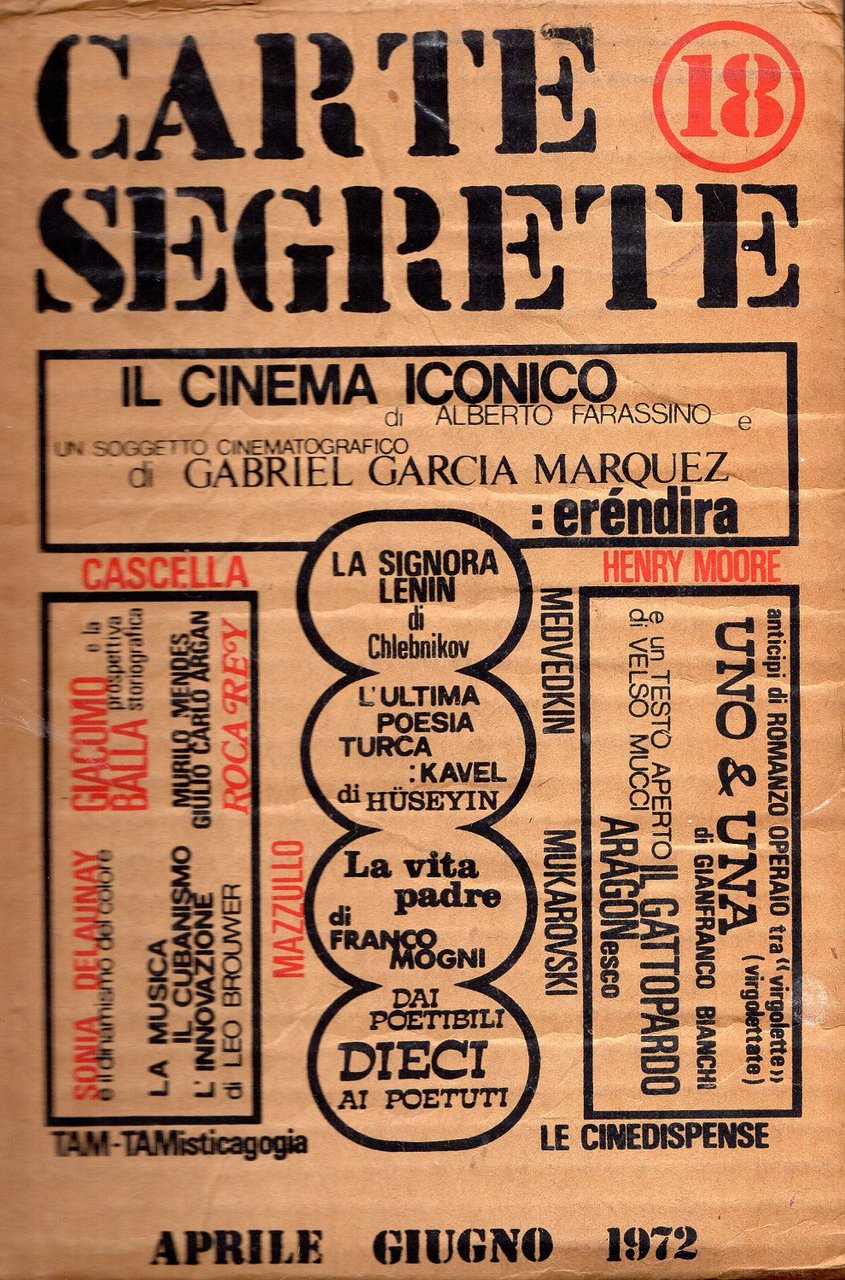 CARTE
18
SEGRETE
IL CINEMA ICONICO
di ALBERTO FARASSINO e
UN SOGGETTO CINEMATOGRAFICO
di GABRIEL GARCIA MARQUEZ
: eréndira
CASCELLA
HENRY MOORE
GIACOMO e la
BALLA prospettiva
storiografica
MURILO MENDES
GIULIO CARLO ARGAN
ROCA REY
SONIA DELAUNAY
e il dinamismo del colore
LA MUSICA
IL CUBANISMO
L'INNOVAZIONE
di LEO BROUWER
MAZZULLO
LA SIGNORA
LENIN
di
Chlebnikov
L'ULTIMA
POESIA
TURCA
: KAVEL
di HÜSEYIN
La vita
padre
di
FRANCO
MOGNI
DAI
POETIBILI
DIECI
AI POETUTI
MEDVEDKIN
MUKAROVSKI
anticipi di ROMANZO OPERAIO tra “virgolette”
(virgolettate)
UNO & UNA
di GIANFRANCO BIANCHI
e un TESTO APERTO IL GATTOPARDO
di VELSO MUCCI ARAGONesco
TAM-TAMisticagogia
LE CINEDISPENSE
APRILE GIUGNO 1972